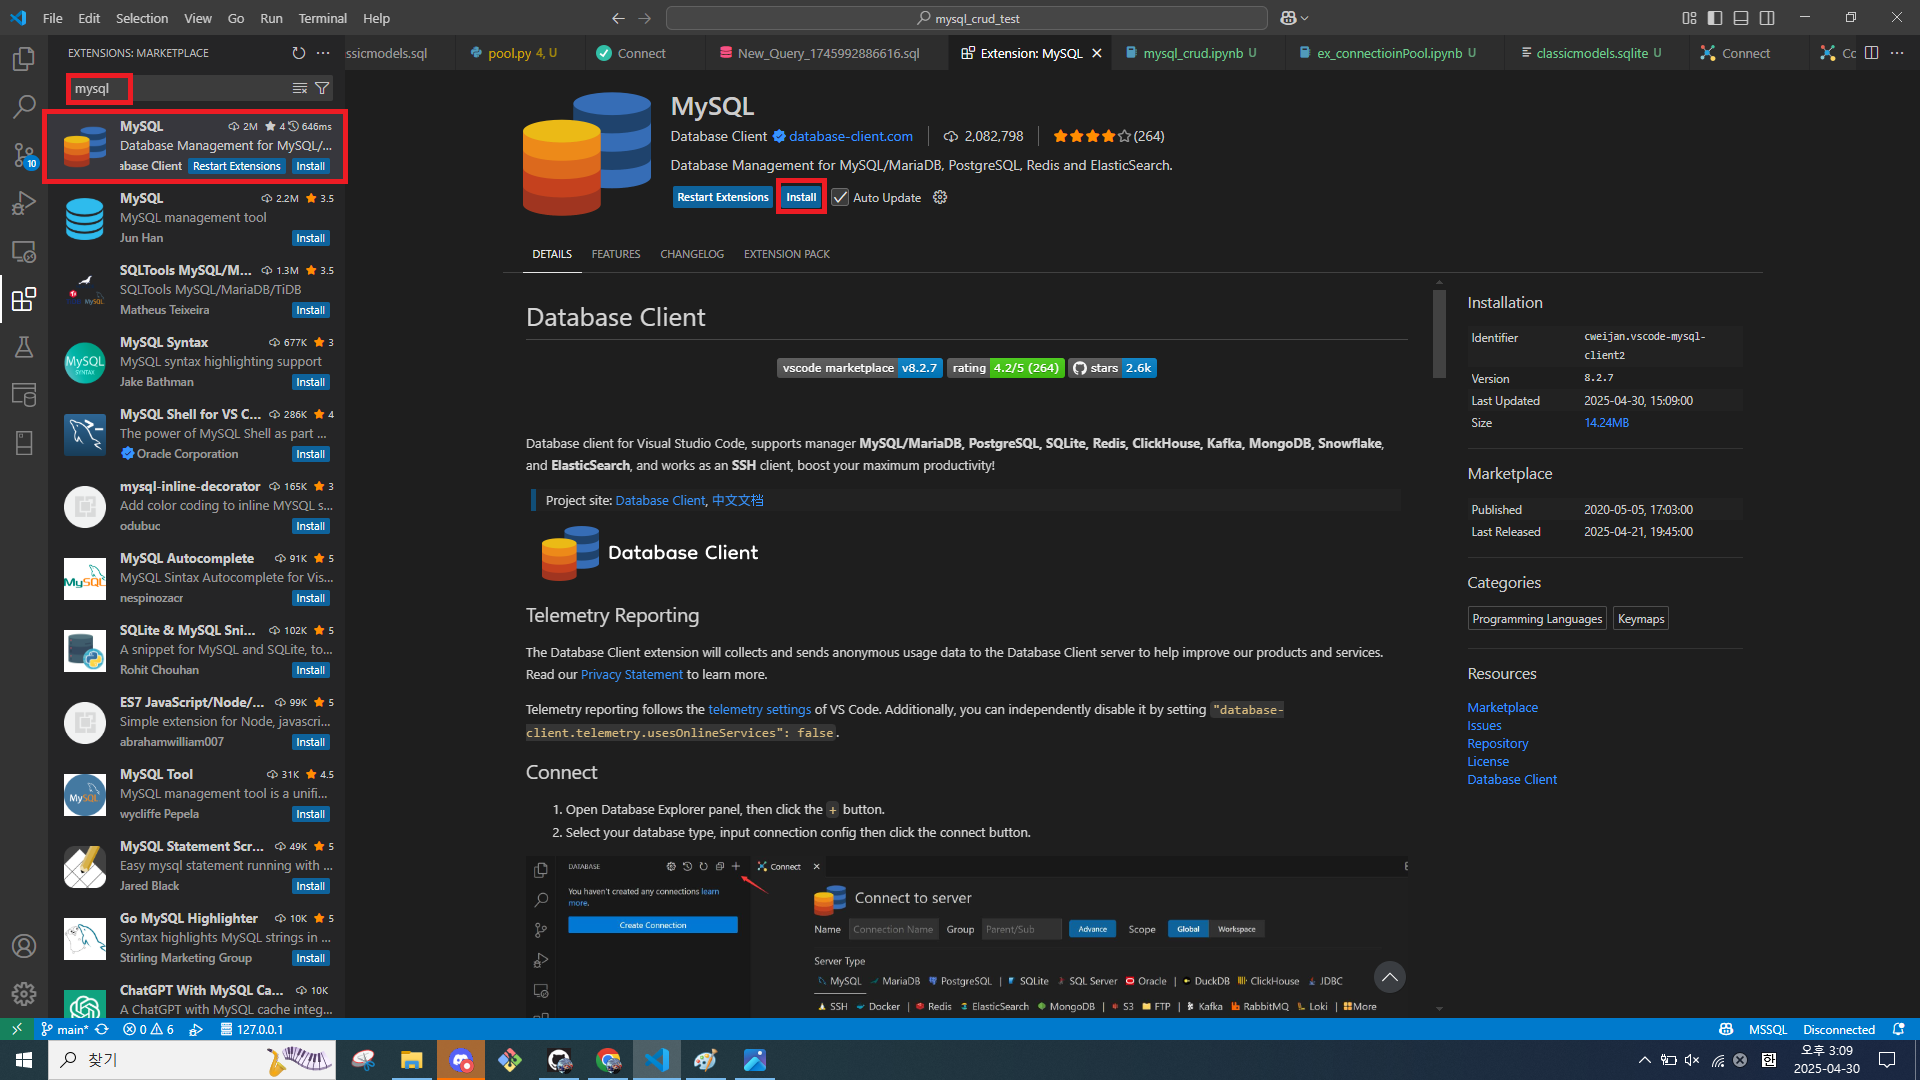 File Edit Selection View Go Run Terminal Help
mysql_crud_test
EXTENSIONS: MARKETPLACE
mysql
MySQL 2M 4 646ms
Database Management for MySQL/...
abase Client Restart Extensions Install
MySQL 2.2M 3.5
MySQL management tool
Jun Han Install
SQLTools MySQL/M... 1.3M 3.5
SQLTools MySQL/MariaDB/TiDB
Matheus Teixeira Install
MySQL Syntax 677K 3
MySQL syntax highlighting support
Jake Bathman Install
MySQL Shell for VS C... 286K 4
The power of MySQL Shell as part ...
Oracle Corporation Install
mysql-inline-decorator 165K 3
Add color coding to inline MYSQL s...
odubuc Install
MySQL Autocomplete 91K 5
MySQL Sintax Autocomplete for Vis...
nespinozacr Install
SQLite & MySQL Sni... 102K 5
A snippet for MySQL and SQLite, to...
Rohit Chouhan Install
ES7 JavaScript/Node/... 99K 5
Simple extension for Node, javascri...
abrahamwilliam007 Install
MySQL Tool 31K 4.5
MySQL management tool is a unifi...
wycliffe Pepela Install
MySQL Statement Scr... 49K 5
Easy mysql statement running with ...
Jared Black Install
Go MySQL Highlighter 10K 5
Syntax highlights MySQL strings in ...
Stirling Marketing Group Install
ChatGPT With MySQL Ca... 10K
A ChatGPT with MySQL cache integ...
assicmodels.sql pool.py 4, U Connect New_Query_1745992886616.sql Extension: MySQL mysql_crud.ipynb U ex_connectioinPool.ipynb U classicmodels.sqlite U Connect Cc
MySQL
Database Client database-client.com 2,082,798 (264)
Database Management for MySQL/MariaDB, PostgreSQL, Redis and ElasticSearch.
Restart Extensions Install Auto Update
DETAILS FEATURES CHANGELOG EXTENSION PACK
Database Client
vscode marketplace v8.2.7 rating 4.2/5 (264) stars 2.6k
Database client for Visual Studio Code, supports manager MySQL/MariaDB, PostgreSQL, SQLite, Redis, ClickHouse, Kafka, MongoDB, Snowflake,
and ElasticSearch, and works as an SSH client, boost your maximum productivity!
Project site: Database Client, 中文文档
Database Client
Telemetry Reporting
The Database Client extension will collects and sends anonymous usage data to the Database Client server to help improve our products and services.
Read our Privacy Statement to learn more.
Telemetry reporting follows the telemetry settings of VS Code. Additionally, you can independently disable it by setting "database-
client.telemetry.usesOnlineServices": false.
Connect
1. Open Database Explorer panel, then click the + button.
2. Select your database type, input connection config then click the connect button.
DATABASE Connect
You haven't created any connections learn
more.
Create Connection
Connect to server
Name Connection Name Group Parent/Sub Advance Scope Global Workspace
Server Type
MySQL MariaDB PostgreSQL | SQLite SQL Server Oracle | DuckDB ClickHouse JDBC
SSH Docker | Redis ElasticSearch MongoDB | S3 FTP | Kafka RabbitMQ Loki | More
Installation
Identifier cweijan.vscode-mysql-
client2
Version 8.2.7
Last Updated 2025-04-30, 15:09:00
Size 14.24MB
Marketplace
Published 2020-05-05, 17:03:00
Last Released 2025-04-21, 19:45:00
Categories
Programming Languages Keymaps
Resources
Marketplace
Issues
Repository
License
Database Client
main* 0 6 127.0.0.1 MSSQL Disconnected
10
찾기
한
오후 3:09
2025-04-30